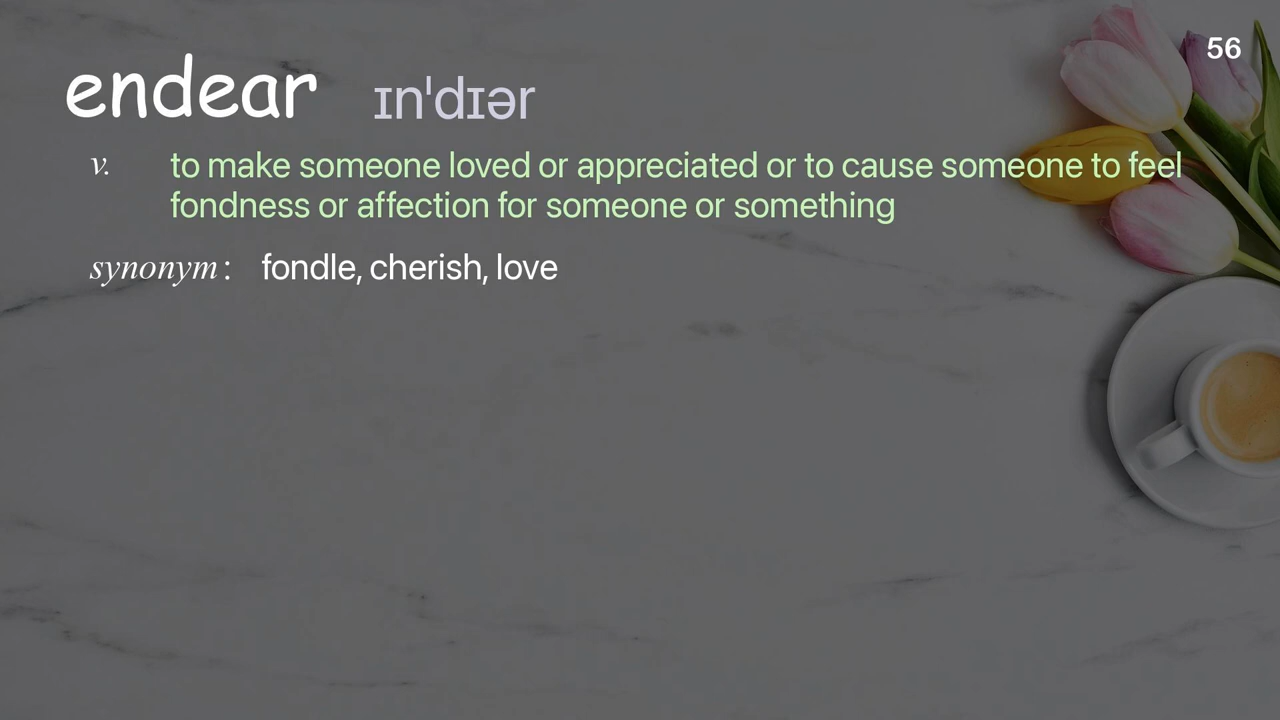 56
endear ɪnˈdɪər
v. to make someone loved or appreciated or to cause someone to feel
fondness or affection for someone or something
synonym: fondle, cherish, love